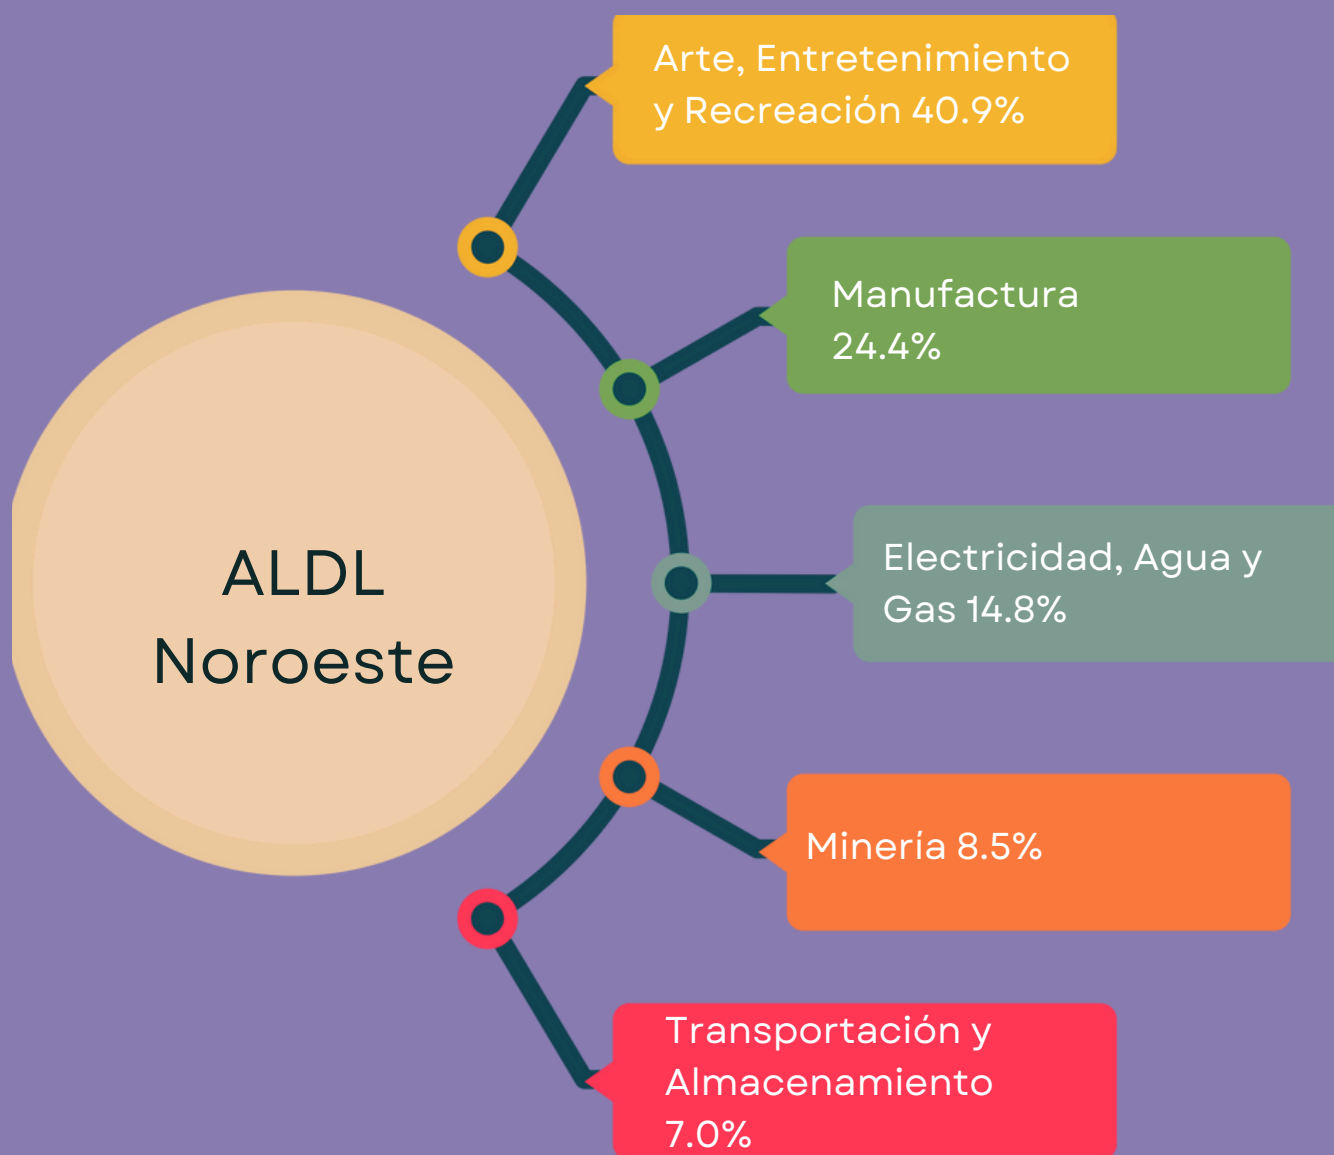 Arte, Entretenimiento
y Recreación 40.9%
Manufactura
24.4%
Electricidad, Agua y
Gas 14.8%
ALDL
Noroeste
Minería 8.5%
Transportación y
Almacenamiento
7.0%